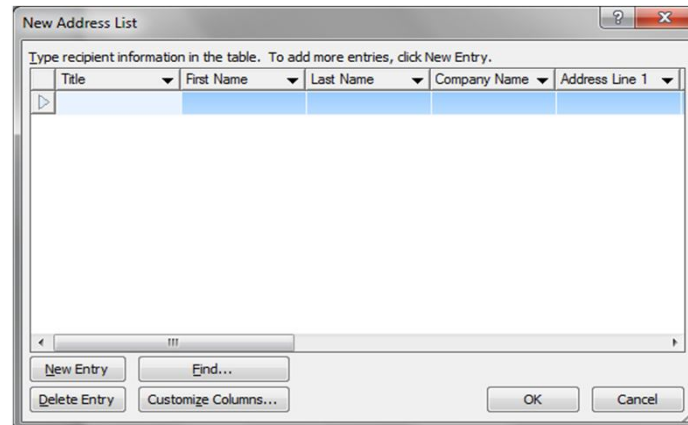 New Address List
Type recipient information in the table. To add more entries, click New Entry.
Title First Name Last Name Company Name Address Line 1
New Entry Find...
Delete Entry Customize Columns... OK Cancel